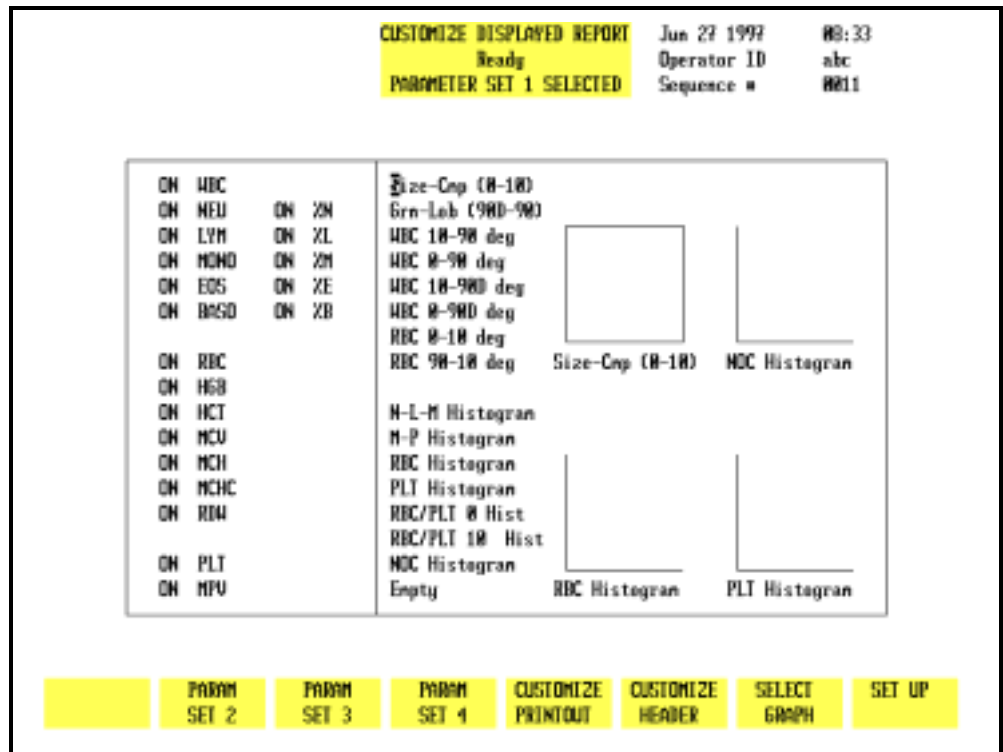 CUSTOMIZE DISPLAYED REPORT
Ready
PARAMETER SET 1 SELECTED
Jun 27 1997 08:33
Operator ID abc
Sequence # 0011
ON WBC
ON NEU ON %N
ON LYM ON %L
ON MONO ON %M
ON EOS ON %E
ON BASO ON %B
ON RBC
ON HGB
ON HCT
ON MCV
ON MCH
ON MCHC
ON RDW
ON PLT
ON MPV
Size-Cmp (0-10)
Grn-Lob (90D-90)
WBC 10-90 deg
WBC 0-90 deg
WBC 10-90D deg
WBC 0-90D deg
RBC 0-10 deg
RBC 90-10 deg
N-L-M Histogram
M-P Histogram
RBC Histogram
PLT Histogram
RBC/PLT 0 Hist
RBC/PLT 10 Hist
NOC Histogram
Empty
Size-Cmp (0-10)
NOC Histogram
RBC Histogram
PLT Histogram
PARAM
SET 2
PARAM
SET 3
PARAM
SET 4
CUSTOMIZE
PRINTOUT
CUSTOMIZE
HEADER
SELECT
GRAPH
SET UP